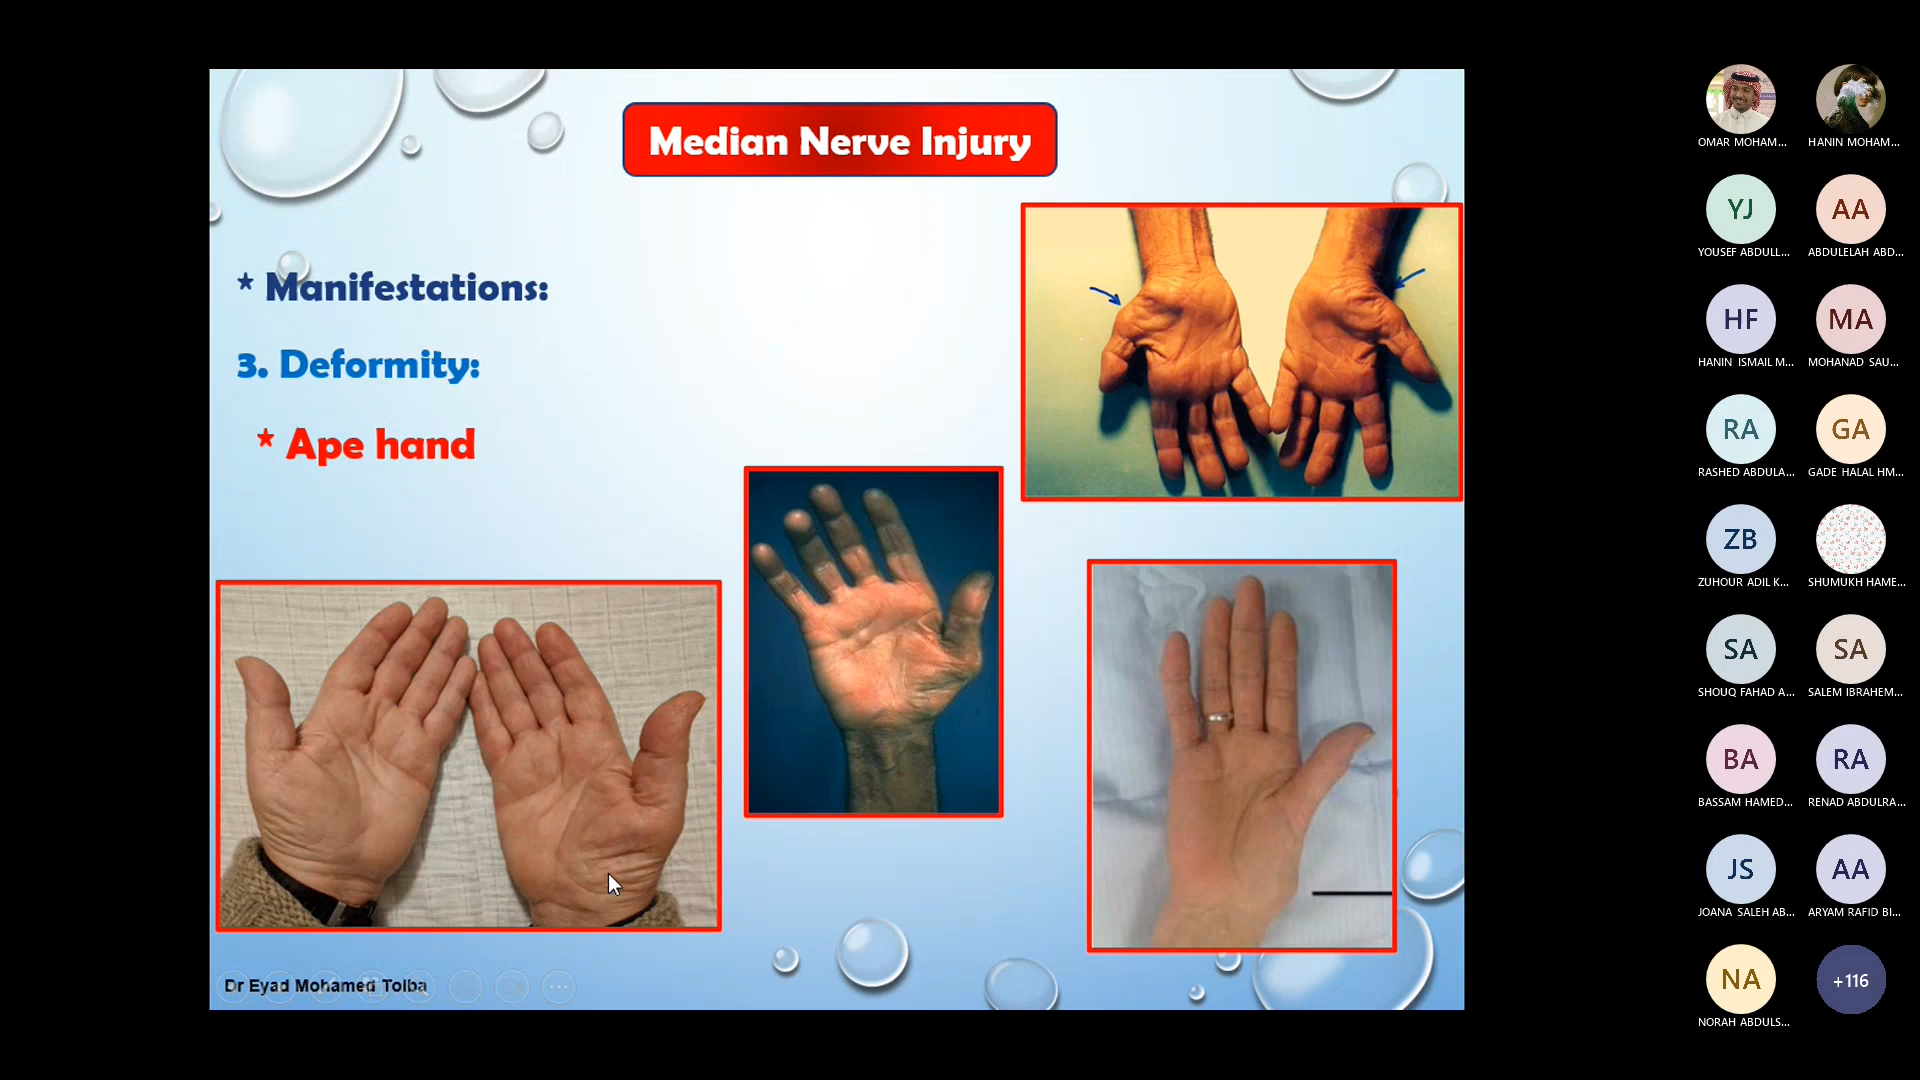 Median Nerve Injury
* Manifestations:
3. Deformity:
* Ape hand
Dr Eyad Mohamed Tolba
OMAR MOHAM...
HANIN MOHAM...
YJ
YOUSEF ABDULL...
AA
ABDULELAH ABD...
HF
HANIN ISMAIL M...
MA
MOHANAD SAU...
RA
RASHED ABDULA...
GA
GADE HALAL HM...
ZB
ZUHOUR ADIL K...
SHUMUKH HAME...
SA
SHOUQ FAHAD A...
SA
SALEM IBRAHEM...
BA
BASSAM HAMED...
RA
RENAD ABDULRA...
JS
JOANA SALEH AB...
AA
ARYAM RAFID BI...
NA
NORAH ABDULS...
+116